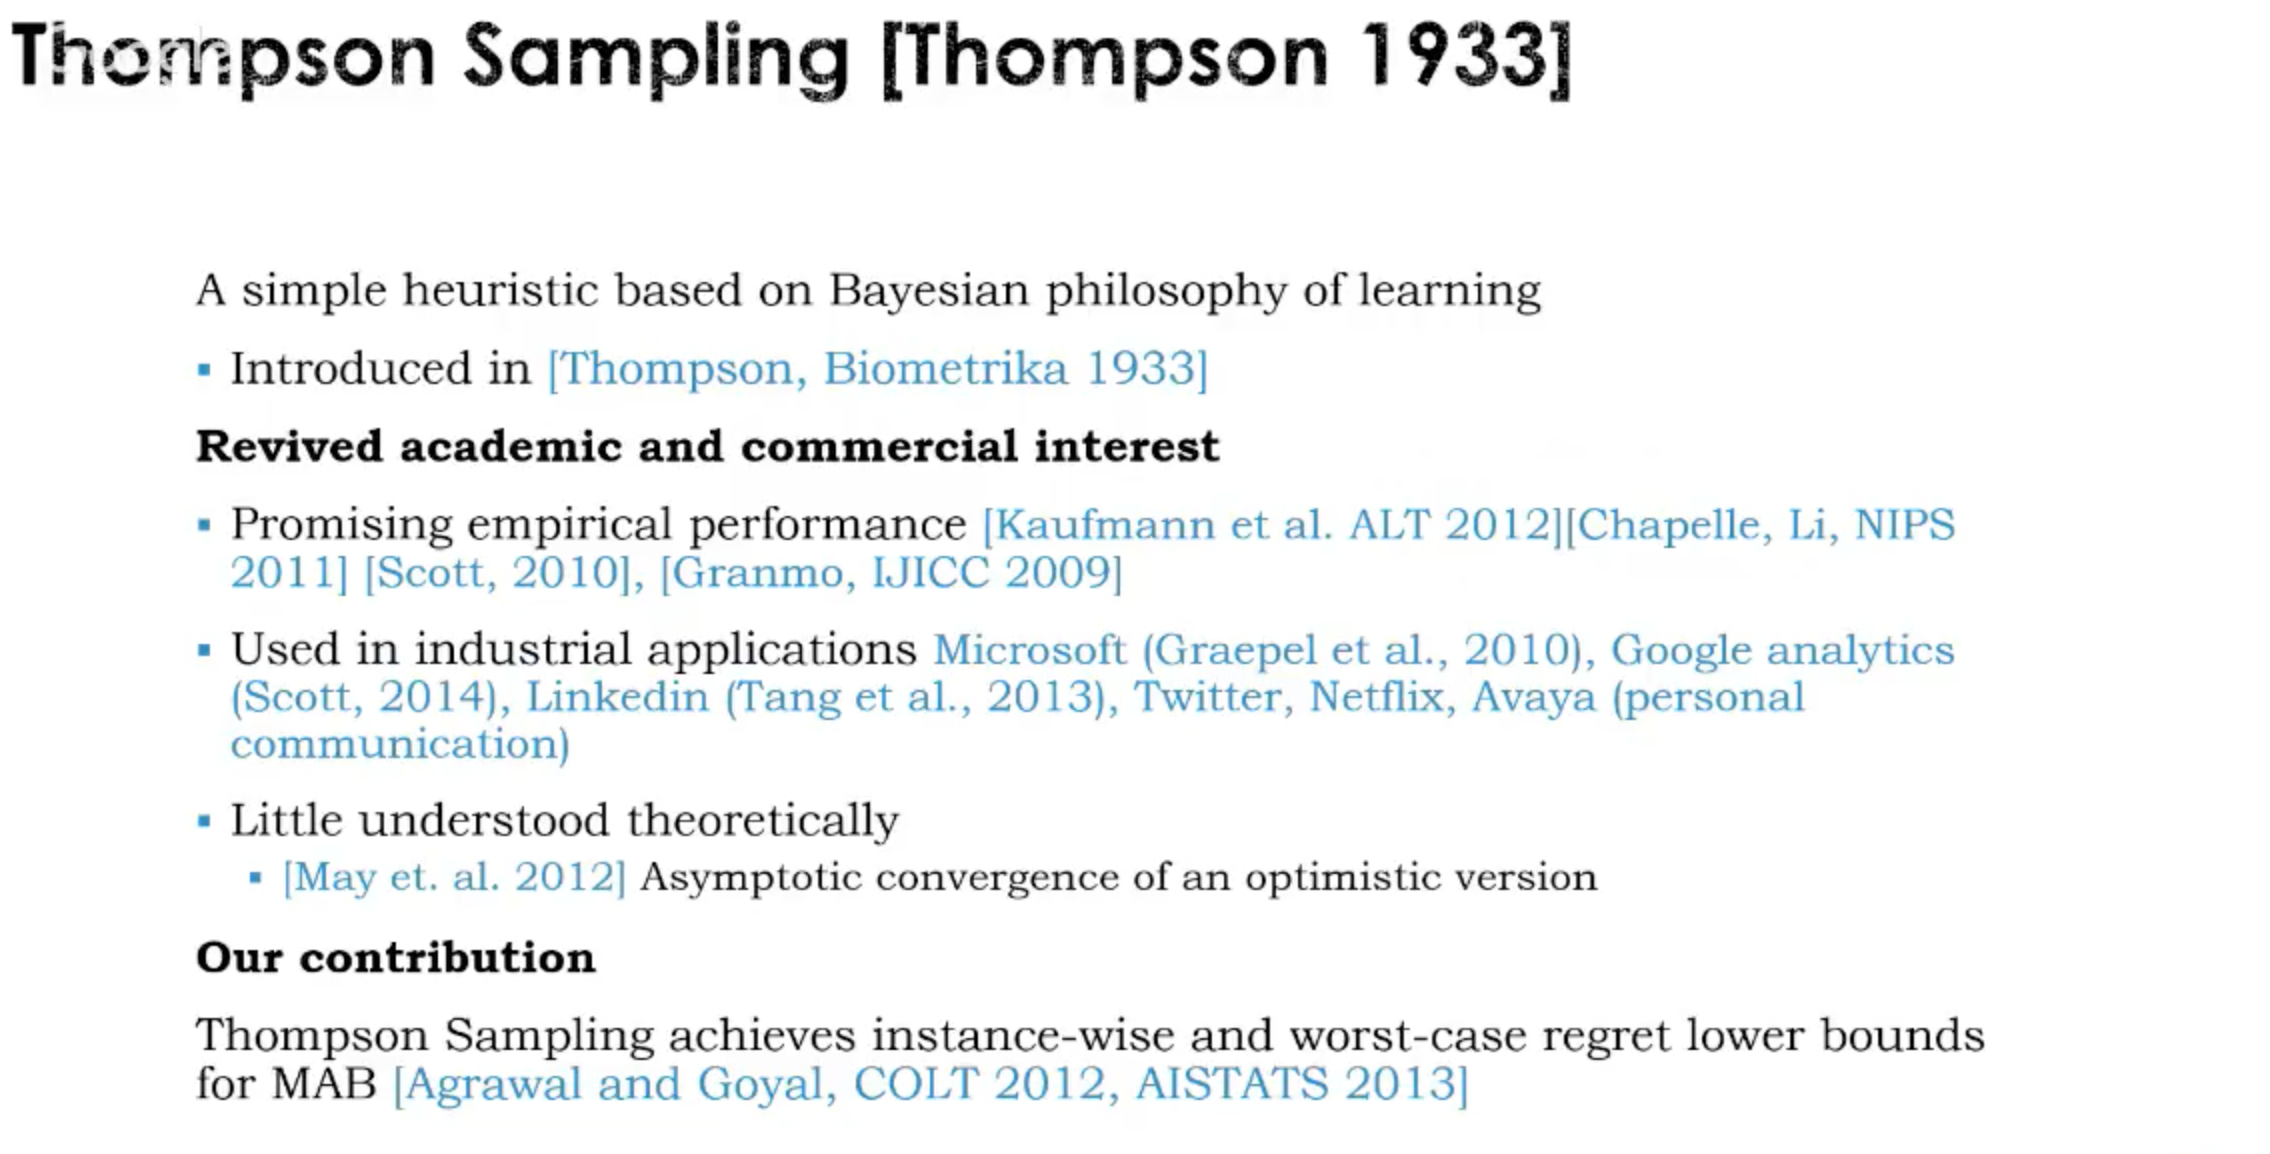 Thompson Sampling [Thompson 1933]
Google
A simple heuristic based on Bayesian philosophy of learning
▪ Introduced in [Thompson, Biometrika 1933]
Revived academic and commercial interest
▪ Promising empirical performance [Kaufmann et al. ALT 2012][Chapelle, Li, NIPS
2011] [Scott, 2010], [Granmo, IJICC 2009]
▪ Used in industrial applications Microsoft (Graepel et al., 2010), Google analytics
(Scott, 2014), Linkedin (Tang et al., 2013), Twitter, Netflix, Avaya (personal
communication)
▪ Little understood theoretically
▪ [May et. al. 2012] Asymptotic convergence of an optimistic version
Our contribution
Thompson Sampling achieves instance-wise and worst-case regret lower bounds
for MAB [Agrawal and Goyal, COLT 2012, AISTATS 2013]